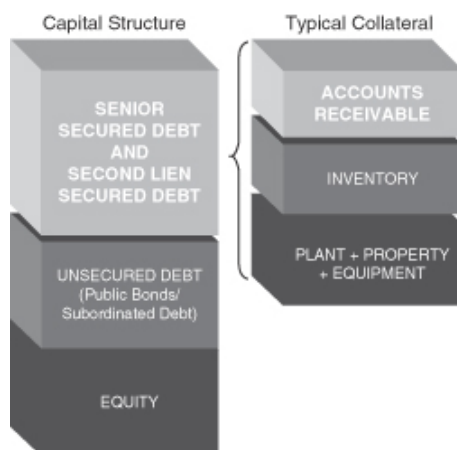 Capital Structure
SENIOR
SECURED DEBT
AND
SECOND LIEN
SECURED DEBT
UNSECURED DEBT
(Public Bonds/
Subordinated Debt)
EQUITY
Typical Collateral
ACCOUNTS
RECEIVABLE
INVENTORY
PLANT + PROPERTY
+ EQUIPMENT